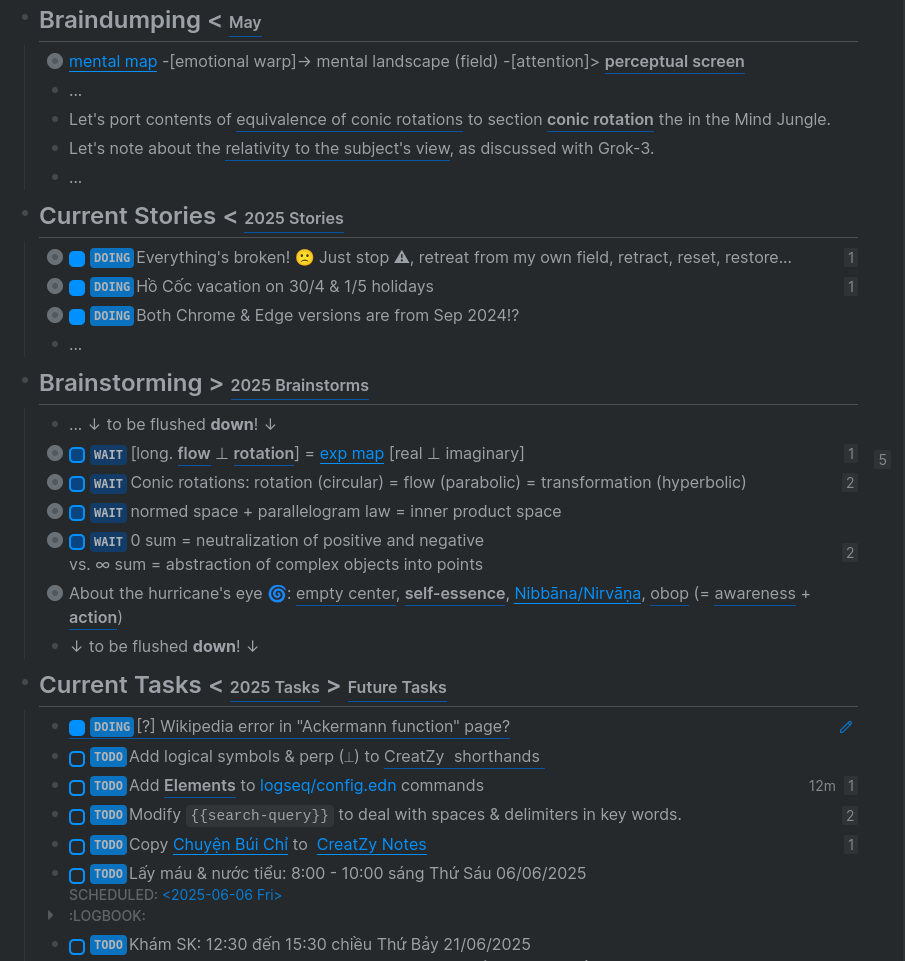 Braindumping < May
mental map -[emotional warp]→ mental landscape (field) -[attention]> perceptual screen
...
Let's port contents of equivalence of conic rotations to section conic rotation the in the Mind Jungle.
Let's note about the relativity to the subject's view, as discussed with Grok-3.
...
Current Stories < 2025 Stories
DOING Everything's broken! 🙁 Just stop ⚠, retreat from my own field, retract, reset, restore... 1
DOING Hồ Cốc vacation on 30/4 & 1/5 holidays 1
DOING Both Chrome & Edge versions are from Sep 2024!?
...
Brainstorming > 2025 Brainstorms
... ↓ to be flushed down! ↓
WAIT [long. flow ⊥ rotation] = exp map [real ⊥ imaginary] 1
5
WAIT Conic rotations: rotation (circular) = flow (parabolic) = transformation (hyperbolic) 2
WAIT normed space + parallelogram law = inner product space
WAIT 0 sum = neutralization of positive and negative
vs. ∞ sum = abstraction of complex objects into points 2
About the hurricane's eye 🌀: empty center, self-essence, Nibbāna/Nirvāṇa, obop (= awareness +
action)
↓ to be flushed down! ↓
Current Tasks < 2025 Tasks > Future Tasks
DOING [?] Wikipedia error in "Ackermann function" page?
TODO Add logical symbols & perp (⟂) to CreatZy shorthands
TODO Add Elements to logseq/config.edn commands 12m 1
TODO Modify {{search-query}} to deal with spaces & delimiters in key words. 2
TODO Copy Chuyện Búi Chỉ to CreatZy Notes 1
TODO Lấy máu & nước tiểu: 8:00 - 10:00 sáng Thứ Sáu 06/06/2025
SCHEDULED: <2025-06-06 Fri>
:LOGBOOK:
TODO Khám SK: 12:30 đến 15:30 chiều Thứ Bảy 21/06/2025